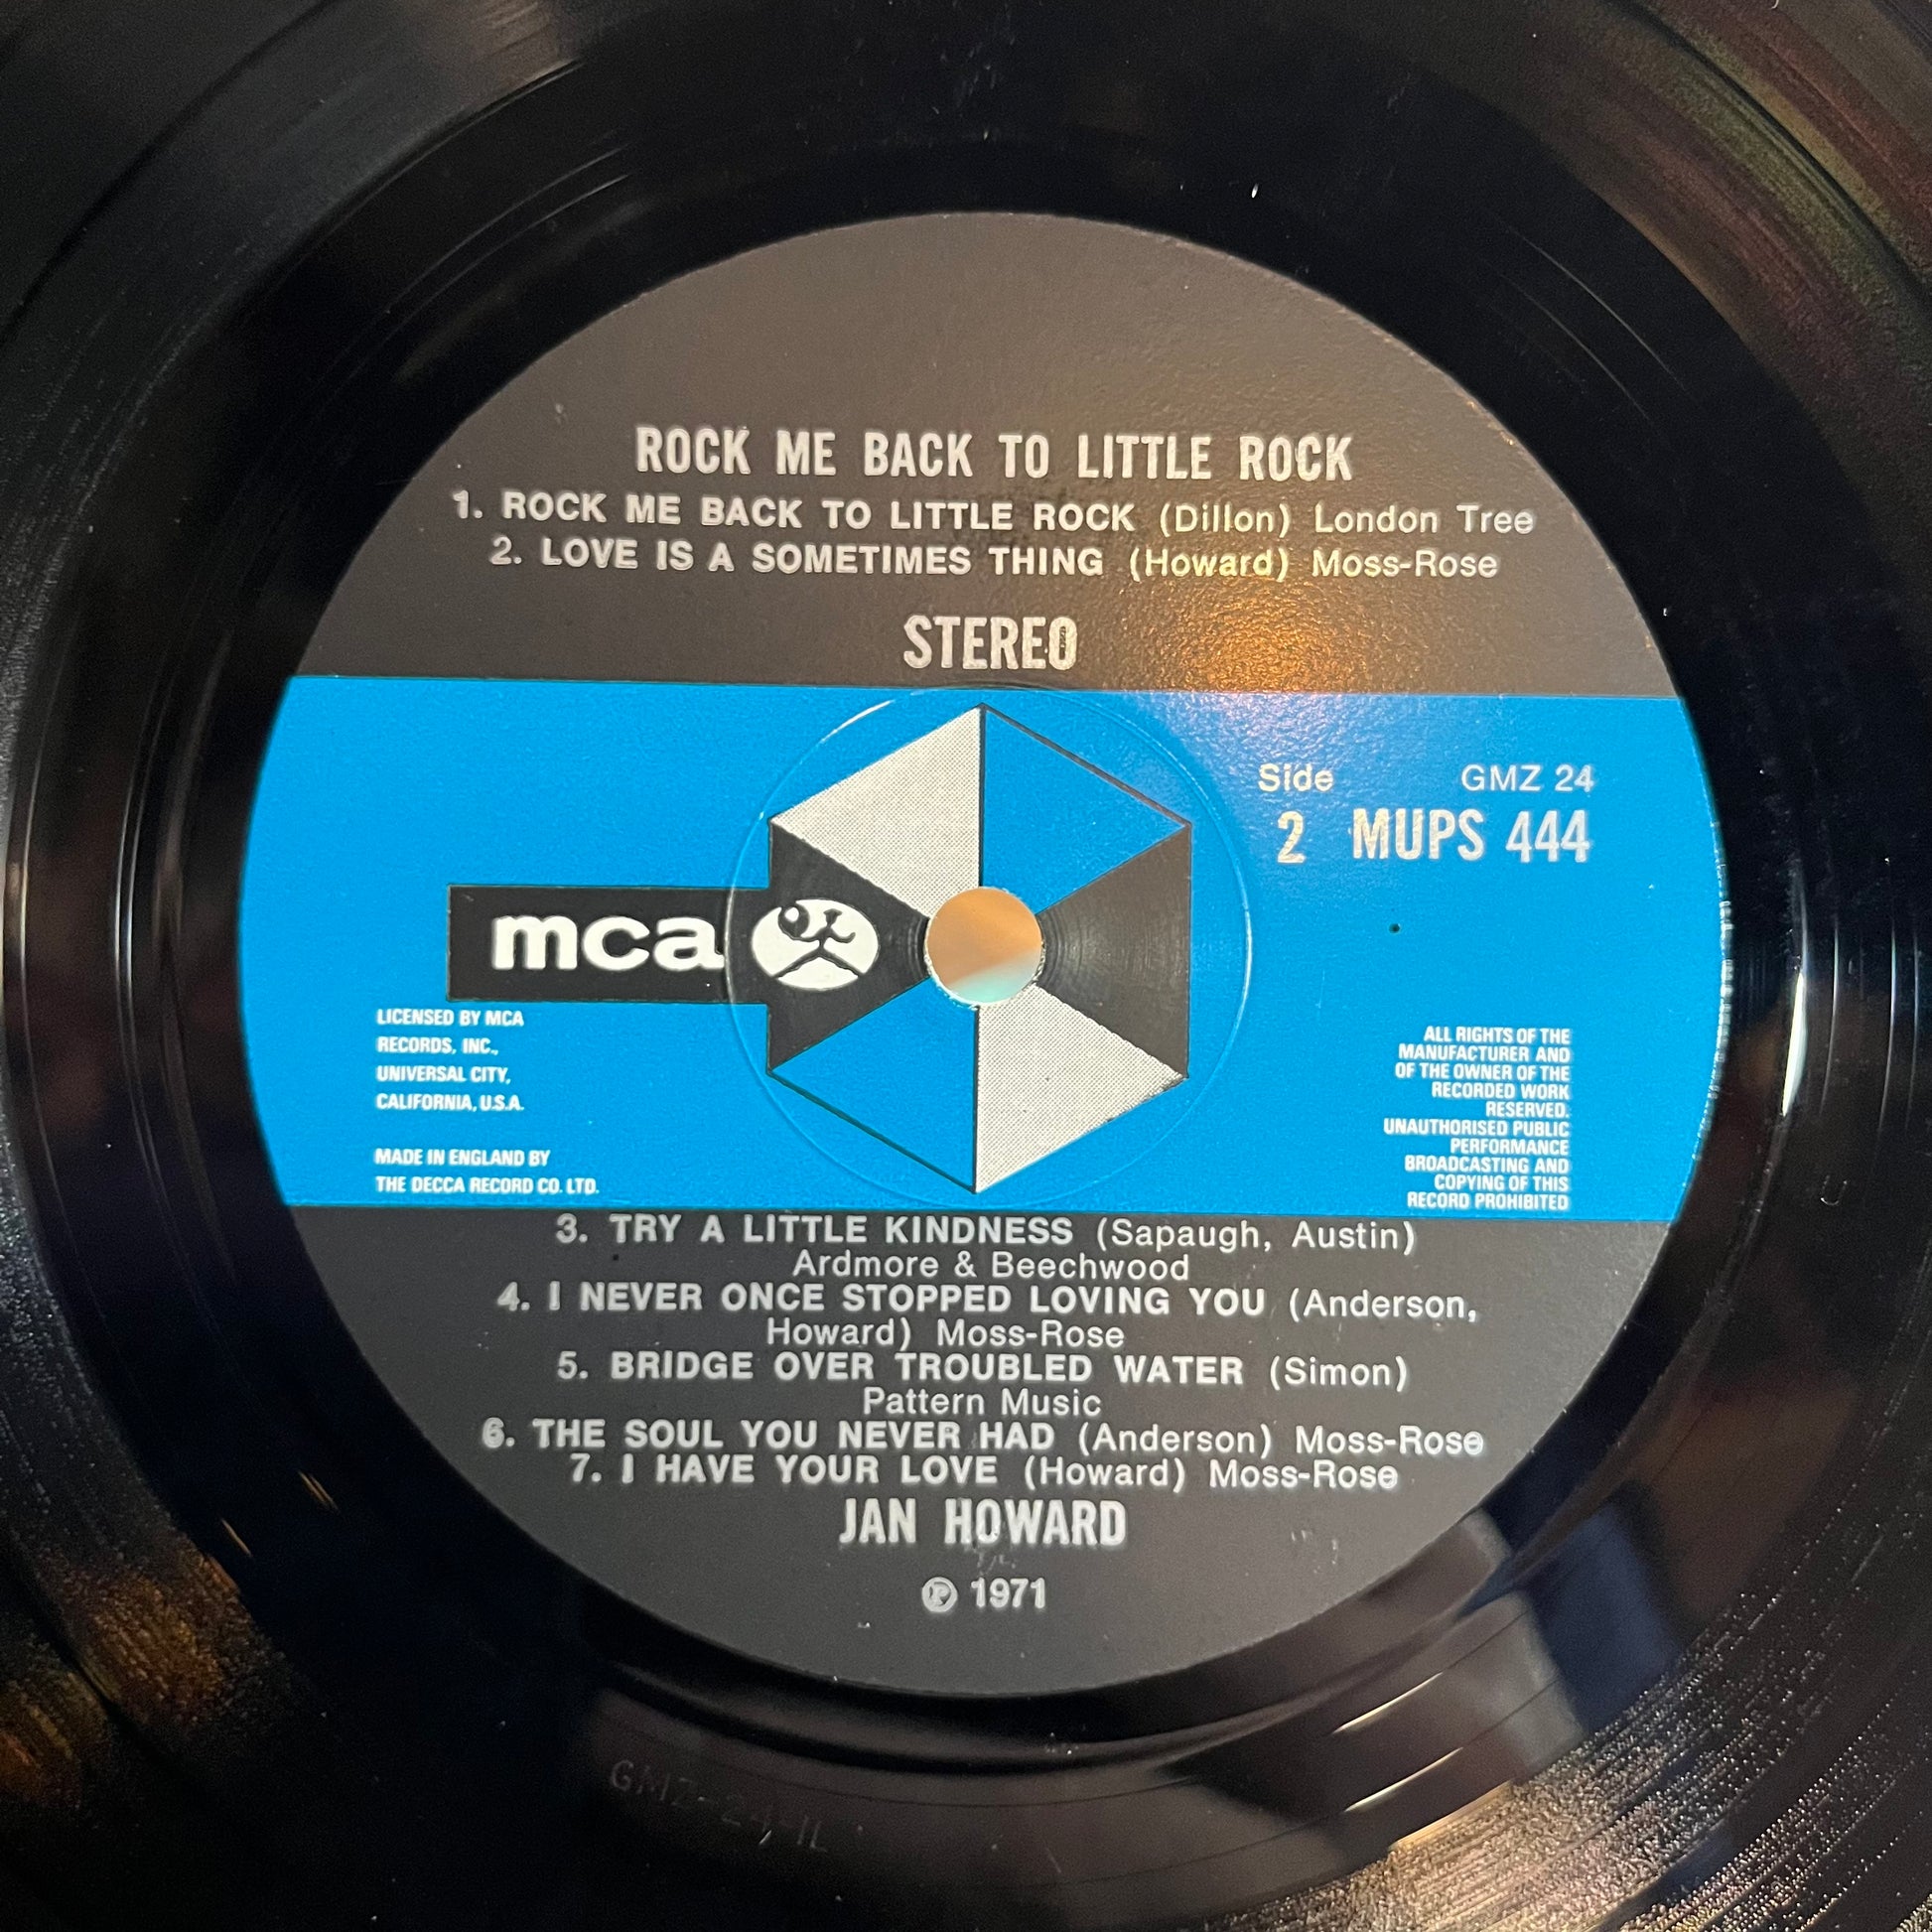 ROCK ME BACK TO LITTLE ROCK
1. ROCK ME BACK TO LITTLE ROCK (Dillon) London Tree
2. LOVE IS A SOMETIMES THING (Howard) Moss-Rose
STEREO
Side GMZ 24
2 MUPS 444
mca
LICENSED BY MCA
RECORDS, INC.,
UNIVERSAL CITY,
CALIFORNIA, U.S.A.
MADE IN ENGLAND BY
THE DECCA RECORD CO. LTD.
ALL RIGHTS OF THE
MANUFACTURER AND
OF THE OWNER OF THE
RECORDED WORK
RESERVED.
UNAUTHORISED PUBLIC
PERFORMANCE
BROADCASTING AND
COPYING OF THIS
RECORD PROHIBITED
3. TRY A LITTLE KINDNESS (Sapaugh, Austin)
Ardmore & Beechwood
4. I NEVER ONCE STOPPED LOVING YOU (Anderson,
Howard) Moss-Rose
5. BRIDGE OVER TROUBLED WATER (Simon)
Pattern Music
6. THE SOUL YOU NEVER HAD (Anderson) Moss-Rose
7. I HAVE YOUR LOVE (Howard) Moss-Rose
JAN HOWARD
℗ 1971
GMZ-24-1L